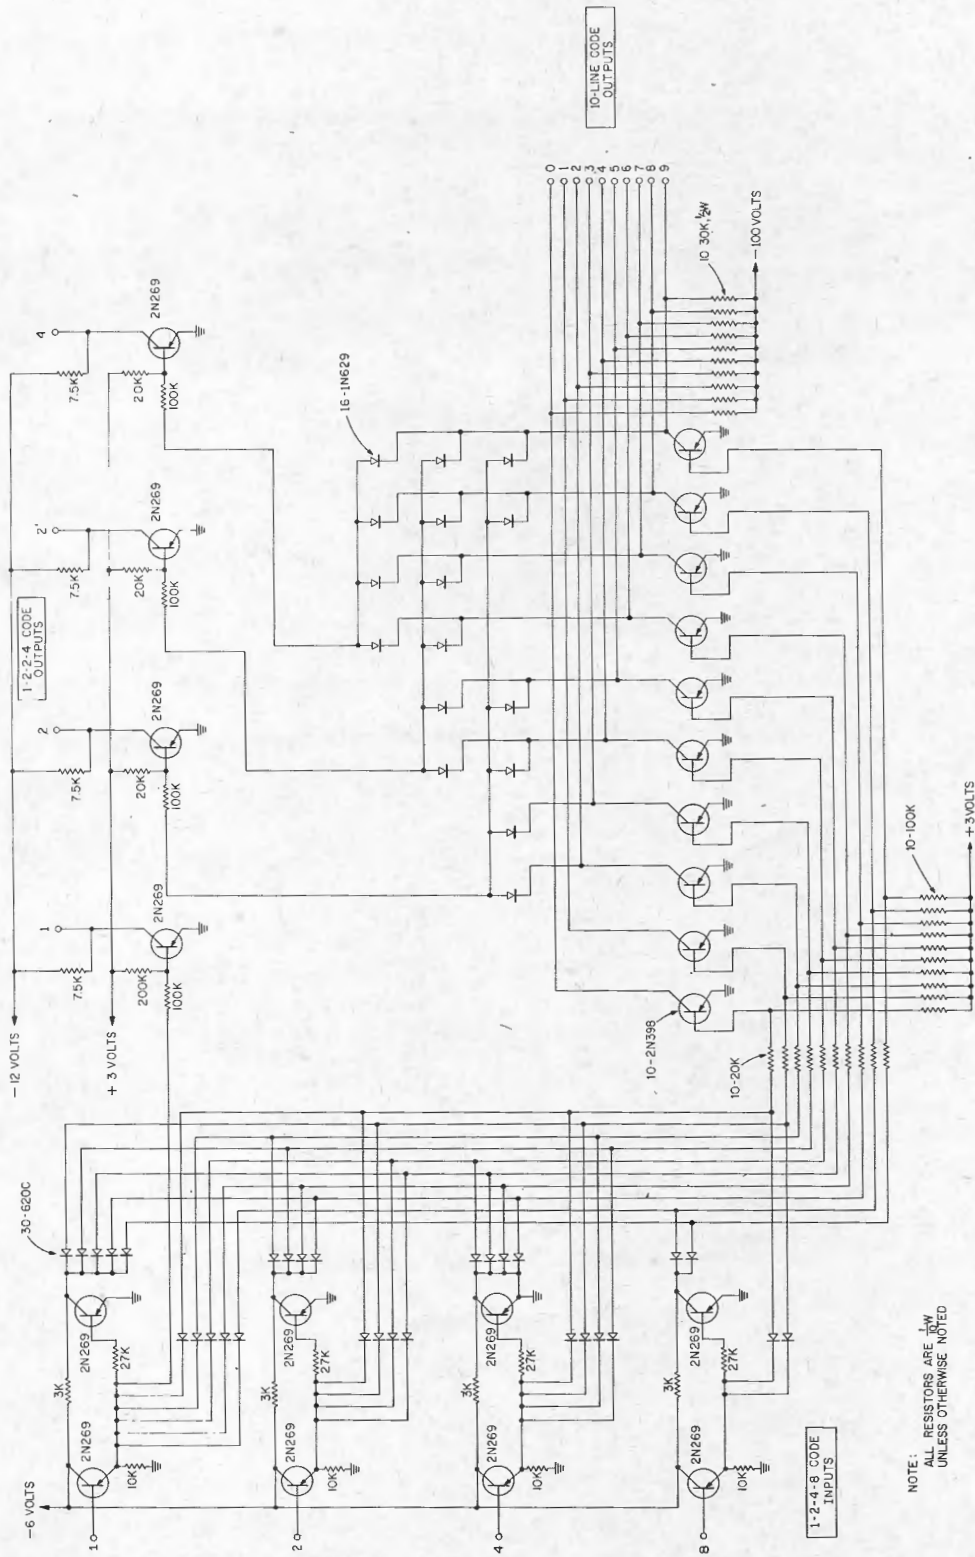 -12 VOLTS
+ 3 VOLTS
1-2-2-4 CODE
OUTPUTS
1
2
2'
4
7.5K
7.5K
7.5K
7.5K
200K
20K
20K
20K
100K
100K
100K
100K
2N269
2N269
2N269
2N269
16-1N629
10-LINE CODE
OUTPUTS
0
1
2
3
4
5
6
7
8
9
10 30K, ½W
-100 VOLTS
10-2N398
10-20K
10-100K
+3 VOLTS
30-620C
-6 VOLTS
1
2N269
10K
3K
2N269
27K
2
2N269
10K
3K
2N269
27K
4
2N269
10K
3K
2N269
27K
8
2N269
10K
3K
2N269
27K
1-2-4-8 CODE
INPUTS
NOTE:
ALL RESISTORS ARE 1/10W
UNLESS OTHERWISE NOTED